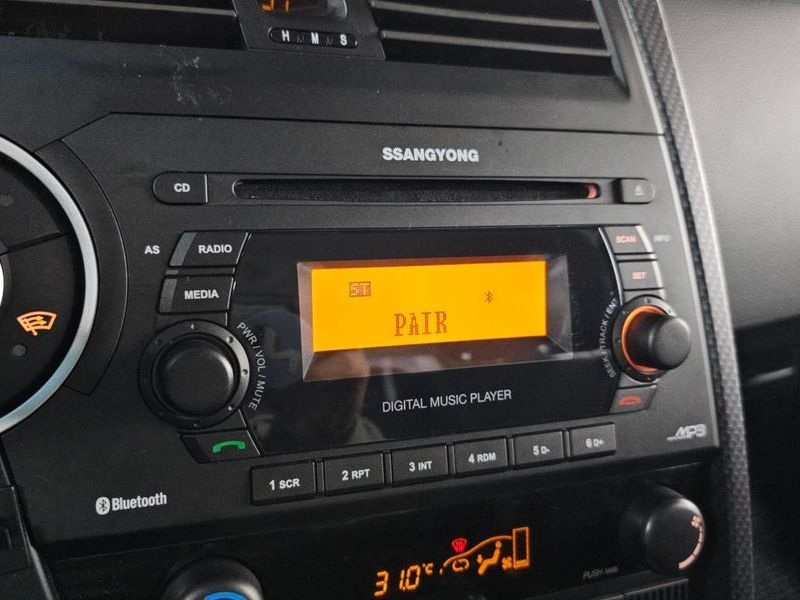 H M S
SSANGYONG
CD
AS
RADIO
SCAN
INFO
MEDIA
SET
ST
PAIR
PWR / VOL / MUTE
SEEK / TRACK / ENT
DIGITAL MUSIC PLAYER
MP3
1 SCR
2 RPT
3 INT
4 RDM
5 D-
6 D+
Bluetooth
31.0°C
PUSH AMB